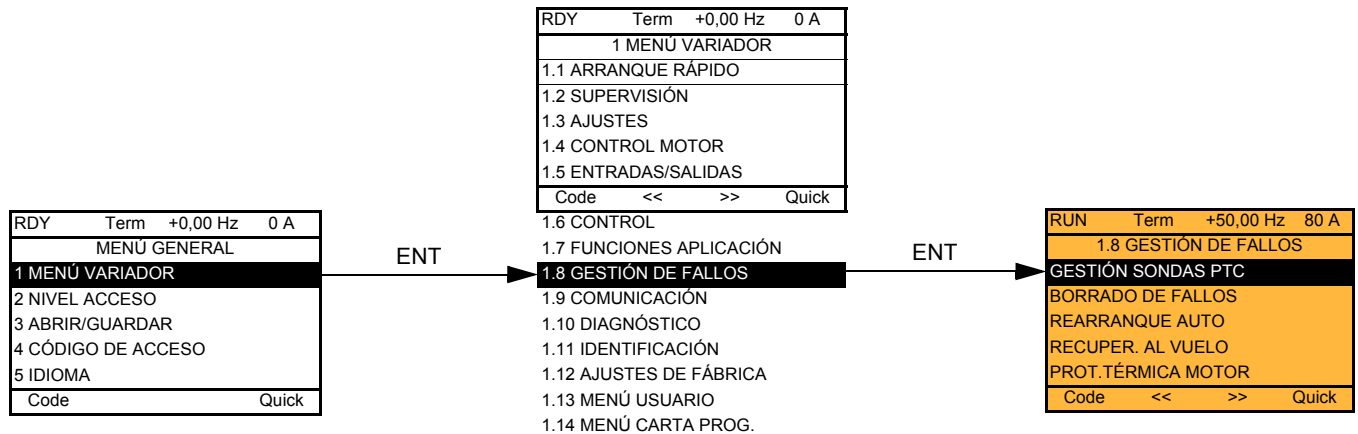 RDY Term +0,00 Hz 0 A
MENÚ GENERAL
1 MENÚ VARIADOR
2 NIVEL ACCESO
3 ABRIR/GUARDAR
4 CÓDIGO DE ACCESO
5 IDIOMA
Code Quick
ENT
RDY Term +0,00 Hz 0 A
1 MENÚ VARIADOR
1.1 ARRANQUE RÁPIDO
1.2 SUPERVISIÓN
1.3 AJUSTES
1.4 CONTROL MOTOR
1.5 ENTRADAS/SALIDAS
Code << >> Quick
1.6 CONTROL
1.7 FUNCIONES APLICACIÓN
1.8 GESTIÓN DE FALLOS
1.9 COMUNICACIÓN
1.10 DIAGNÓSTICO
1.11 IDENTIFICACIÓN
1.12 AJUSTES DE FÁBRICA
1.13 MENÚ USUARIO
1.14 MENÚ CARTA PROG.
ENT
RUN Term +50,00 Hz 80 A
1.8 GESTIÓN DE FALLOS
GESTIÓN SONDAS PTC
BORRADO DE FALLOS
REARRANQUE AUTO
RECUPER. AL VUELO
PROT.TÉRMICA MOTOR
Code << >> Quick